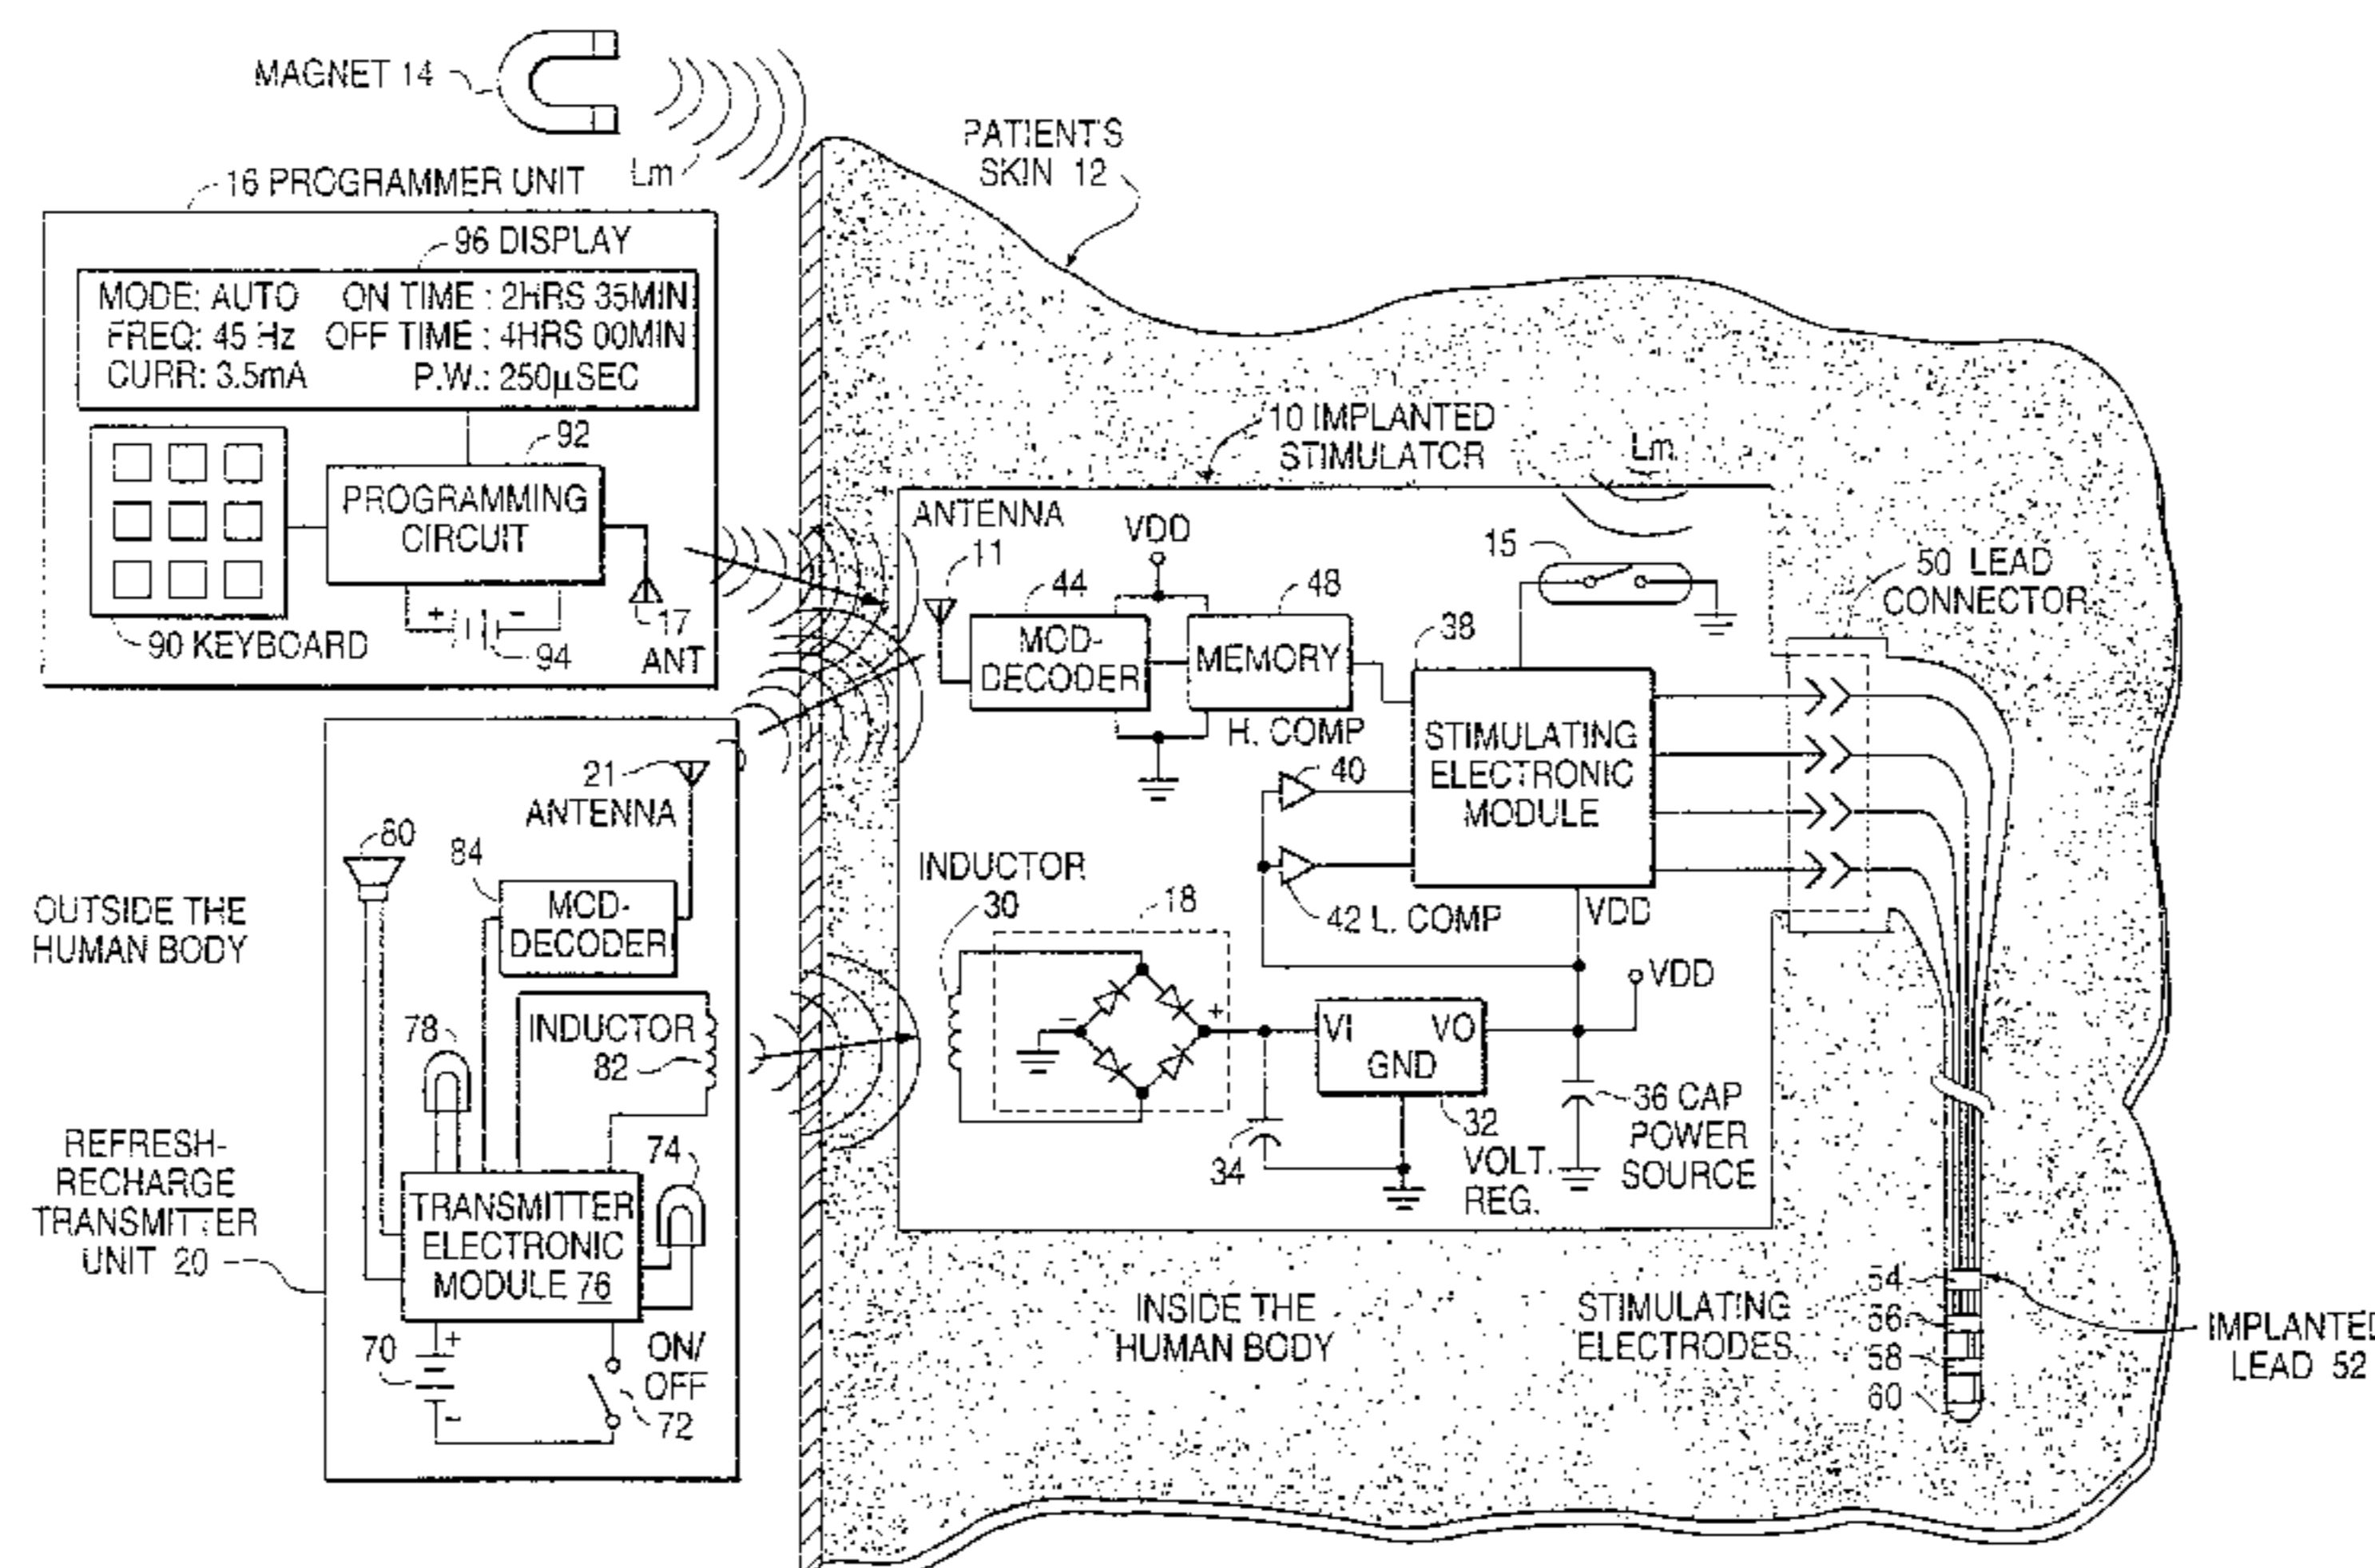 MAGNET 14
Lm
16 PROGRAMMER UNIT
96 DISPLAY
MODE: AUTO ON TIME : 2HRS 35MIN
FREQ: 45 Hz OFF TIME : 4HRS 00MIN
CURR: 3.5mA P.W.: 250µSEC
92
PROGRAMMING
CIRCUIT
90 KEYBOARD
+ -
94
17
ANT
PATIENT'S
SKIN 12
10 IMPLANTED
STIMULATOR
Lm
ANTENNA
11
VDD
44
MOD-
DECODER
48
MEMORY
15
38
STIMULATING
ELECTRONIC
MODULE
50 LEAD
CONNECTOR
H. COMP
40
42 L. COMP
VDD
INDUCTOR
30
18
- +
VI VO
GND
VDD
34
32
VOLT.
REG.
36 CAP
POWER
SOURCE
21
ANTENNA
80
84
MOD-
DECODER
OUTSIDE THE
HUMAN BODY
78
INDUCTOR
82
74
REFRESH-
RECHARGE
TRANSMITTER
UNIT 20
TRANSMITTER
ELECTRONIC
MODULE 76
70
+
-
ON/
OFF
72
INSIDE THE
HUMAN BODY
STIMULATING
ELECTRODES
54
56
58
60
IMPLANTED
LEAD 52